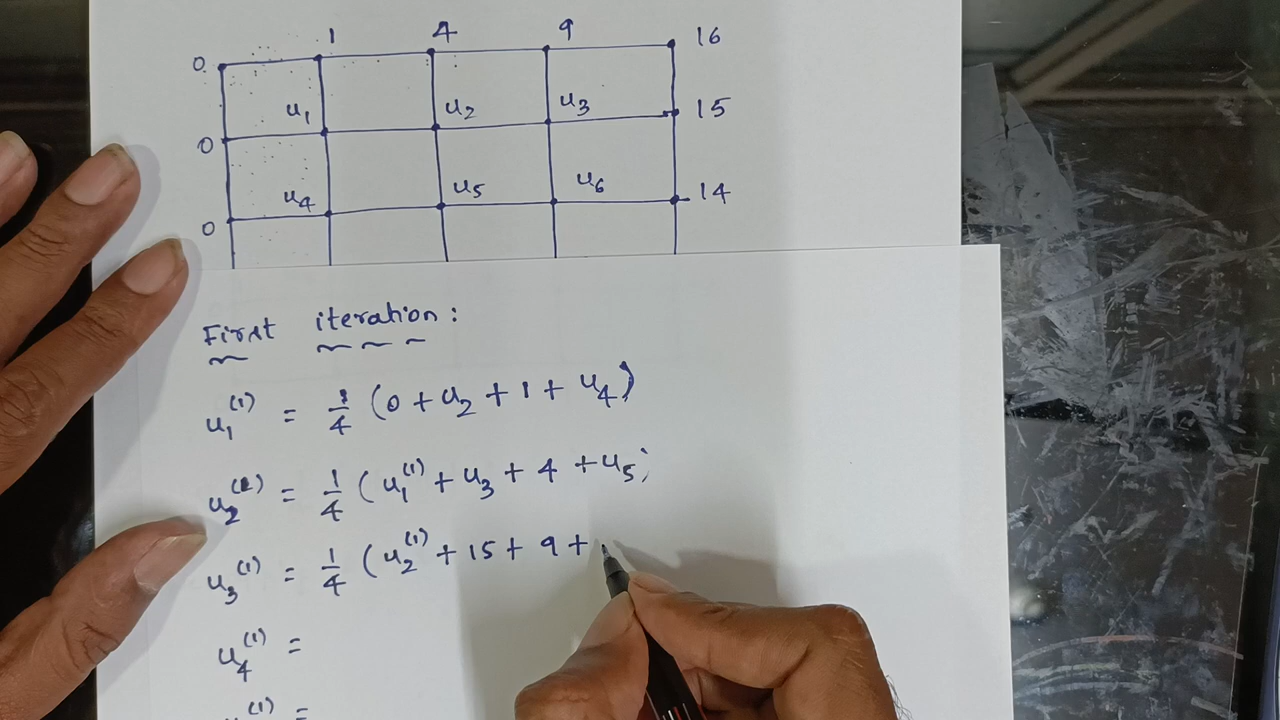 1 4 9 16
0
u₁ u₂ u₃ 15
0
u₄ u₅ u₆ 14
0
First iteration:
u₁⁽¹⁾ = 1/4 (0 + u₂ + 1 + u₄)
u₂⁽¹⁾ = 1/4 (u₁⁽¹⁾ + u₃ + 4 + u₅)
u₃⁽¹⁾ = 1/4 (u₂⁽¹⁾ + 15 + 9 +
u₄⁽¹⁾ =
⁽¹⁾ =